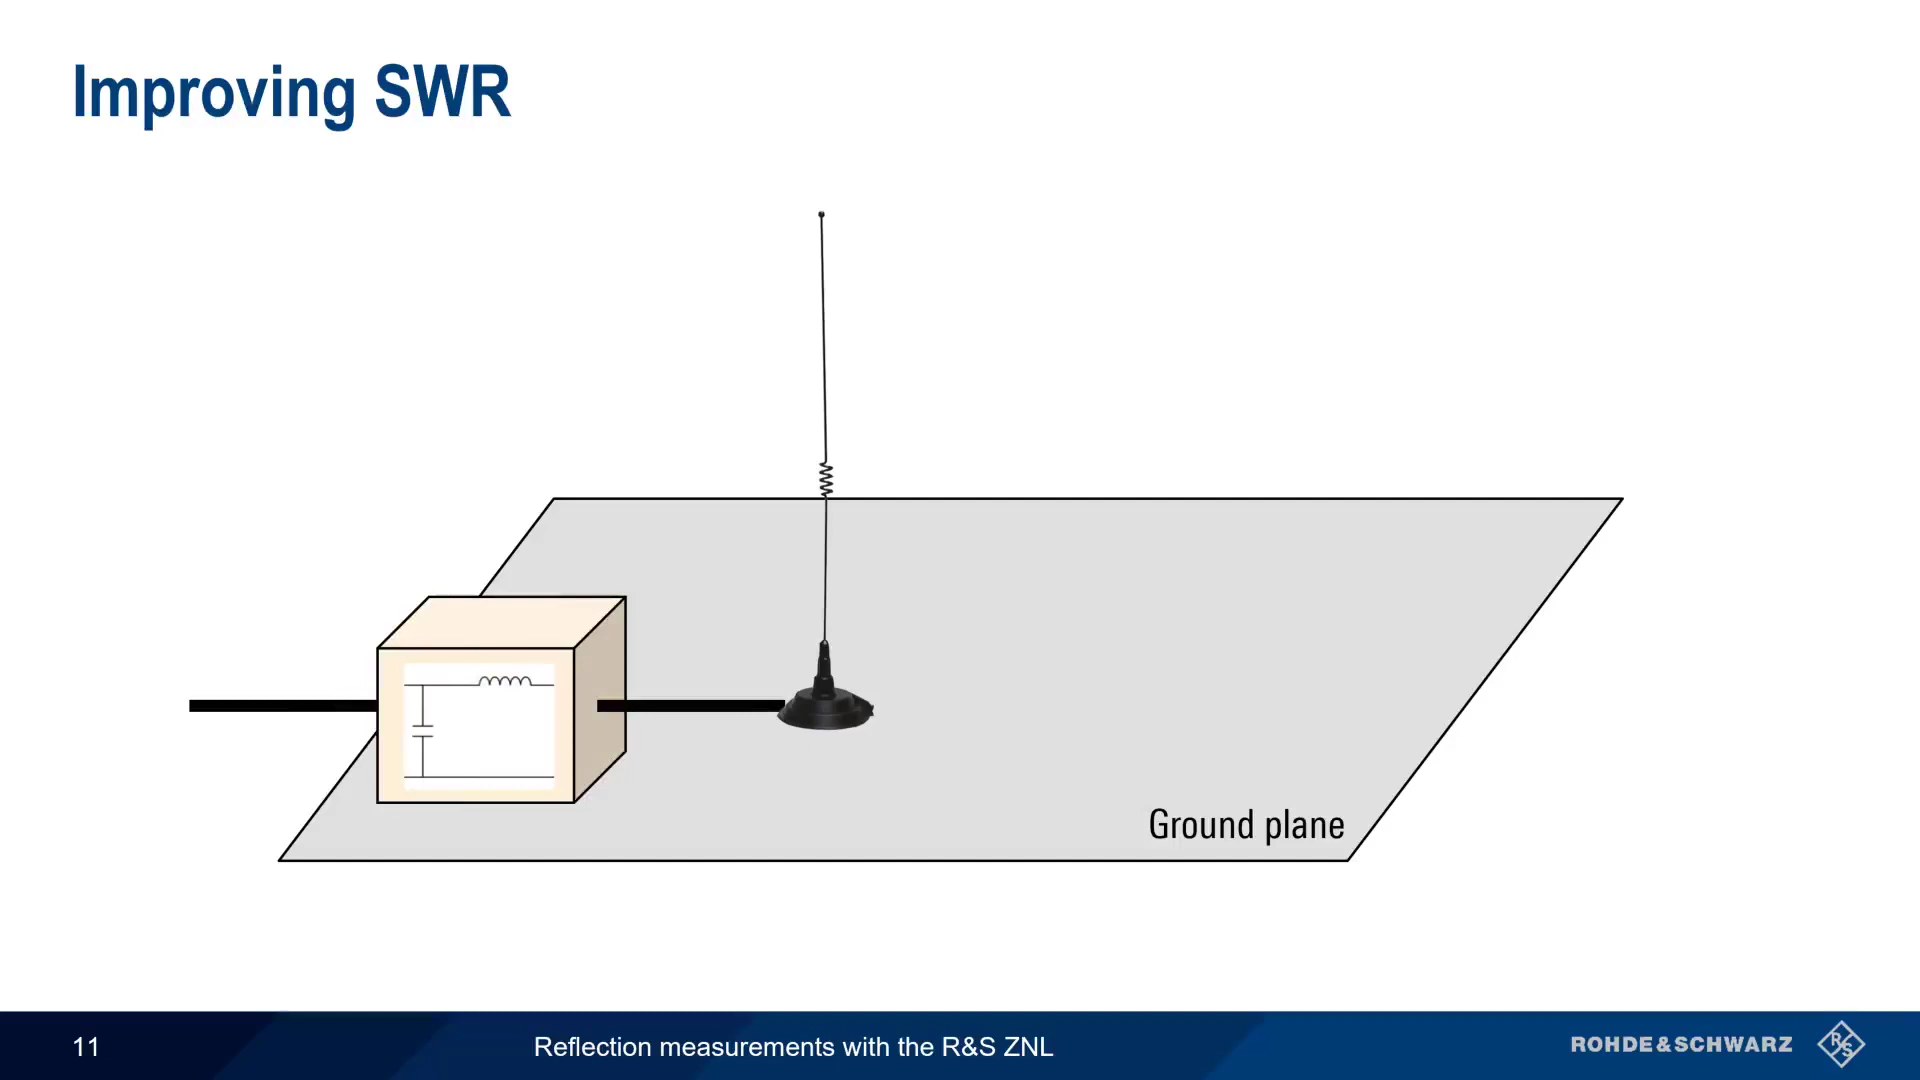 Improving SWR
Ground plane
11
Reflection measurements with the R&S ZNL
ROHDE&SCHWARZ
R&S